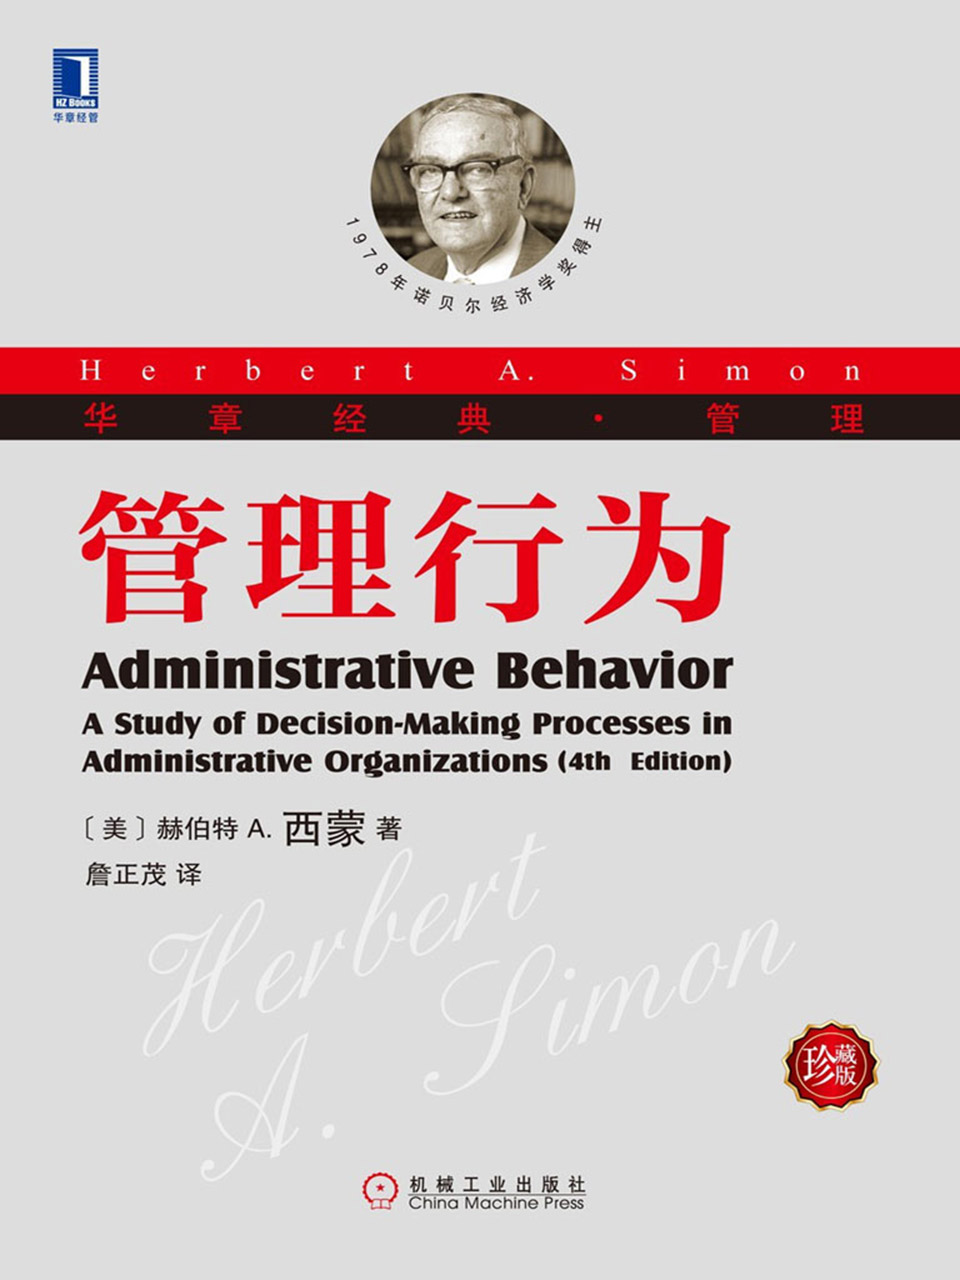 HZ BOOKS
华章经管
1978年诺贝尔经济学奖得主
Herbert A. Simon
华章经典·管理
管理行为
Administrative Behavior
A Study of Decision-Making Processes in
Administrative Organizations (4th Edition)
〔美〕赫伯特 A. 西蒙 著
詹正茂 译
Herbert
A. Simon
珍藏版
机械工业出版社
China Machine Press